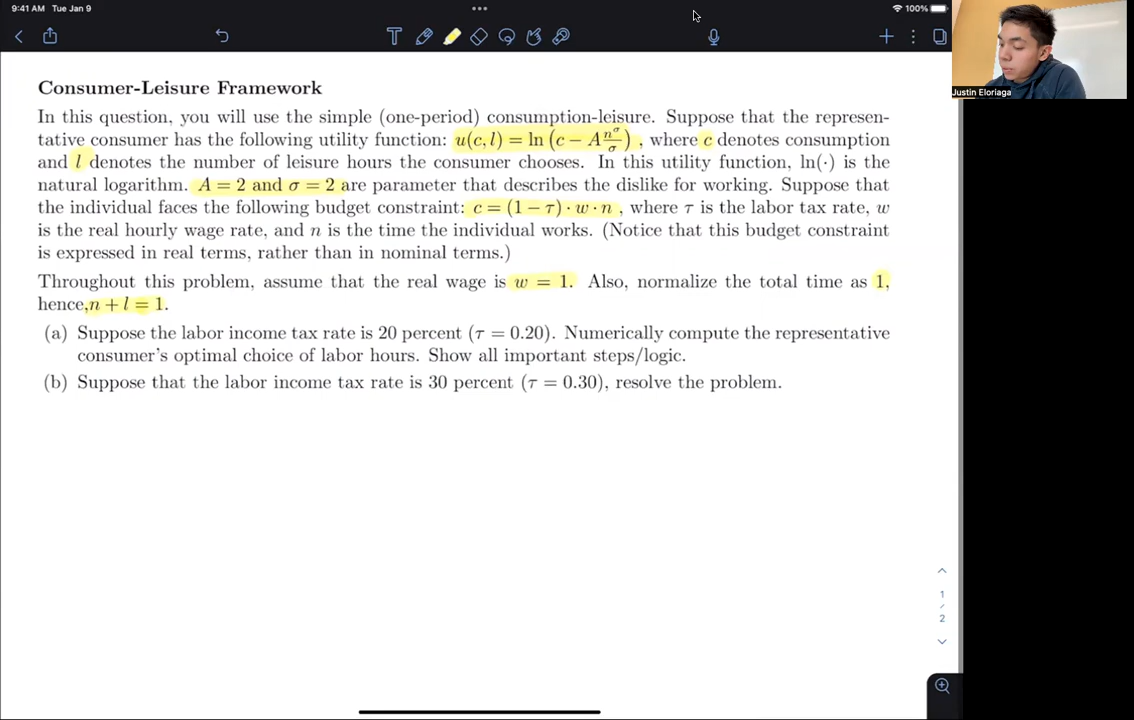 9:41 AM Tue Jan 9
100%
Justin Eloriaga
Consumer-Leisure Framework
In this question, you will use the simple (one-period) consumption-leisure. Suppose that the represen-
tative consumer has the following utility function: u(c, l) = ln (c − A n^σ/σ) , where c denotes consumption
and l denotes the number of leisure hours the consumer chooses. In this utility function, ln(·) is the
natural logarithm. A = 2 and σ = 2 are parameter that describes the dislike for working. Suppose that
the individual faces the following budget constraint: c = (1 − τ) · w · n , where τ is the labor tax rate, w
is the real hourly wage rate, and n is the time the individual works. (Notice that this budget constraint
is expressed in real terms, rather than in nominal terms.)
Throughout this problem, assume that the real wage is w = 1. Also, normalize the total time as 1,
hence,n + l = 1.
(a) Suppose the labor income tax rate is 20 percent (τ = 0.20). Numerically compute the representative
consumer's optimal choice of labor hours. Show all important steps/logic.
(b) Suppose that the labor income tax rate is 30 percent (τ = 0.30), resolve the problem.
1
/
2